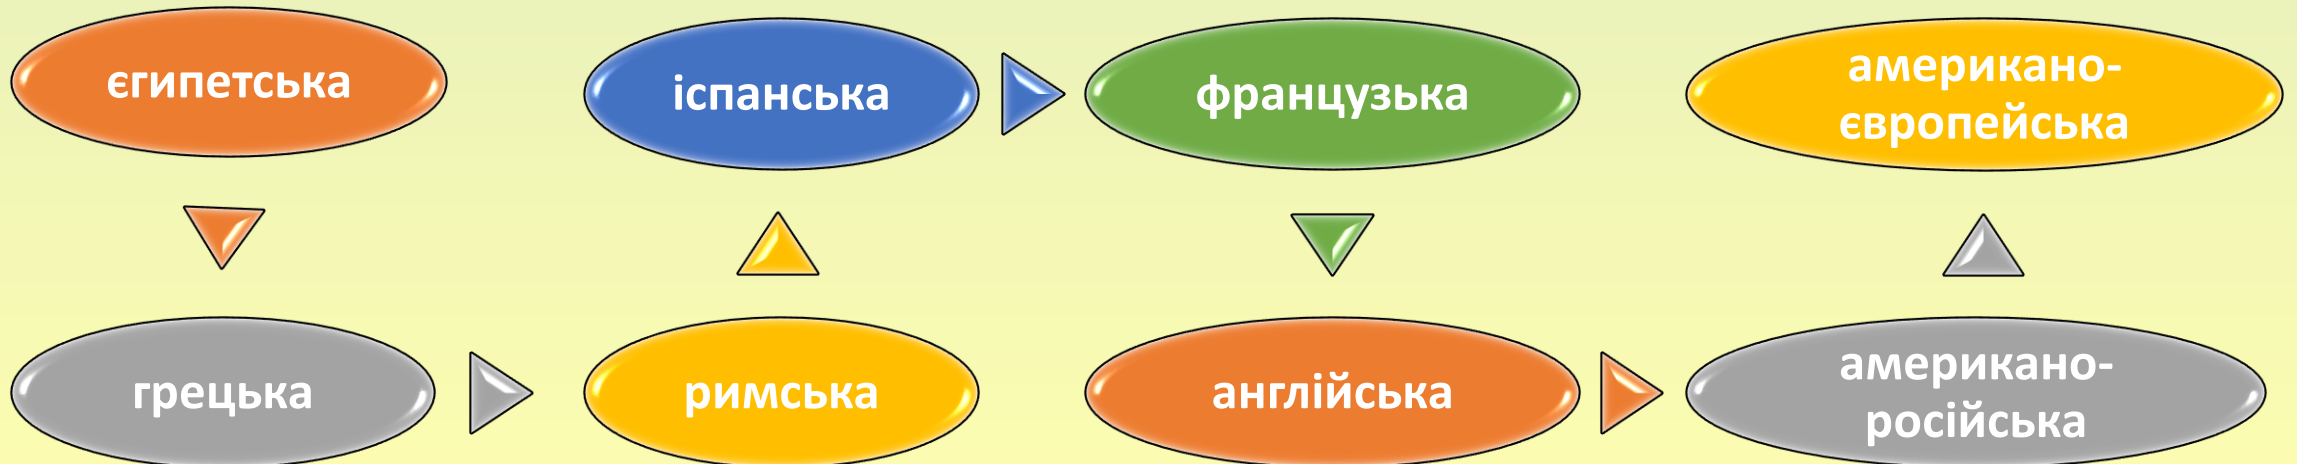 єгипетська
грецька
римська
іспанська
французька
англійська
американо-
російська
американо-
європейська